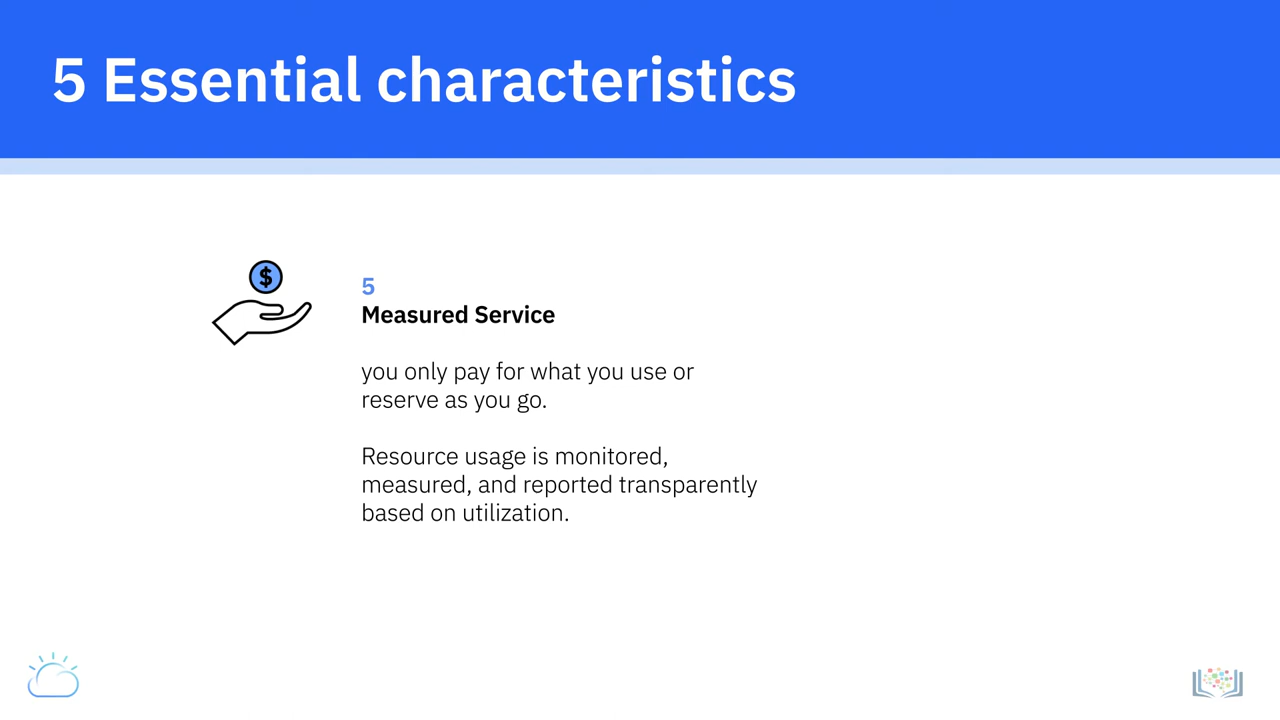 5 Essential characteristics
$
5
Measured Service
you only pay for what you use or
reserve as you go.
Resource usage is monitored,
measured, and reported transparently
based on utilization.